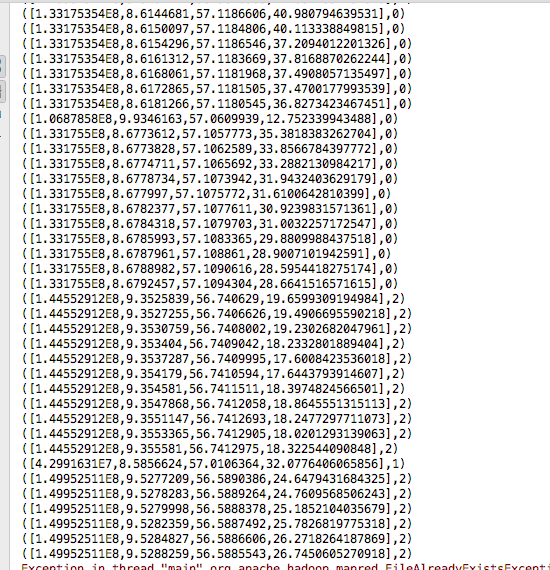 ([1.33175354E8,8.6144681,57.1186606,40.980794639531],0)
([1.33175354E8,8.6150097,57.1184806,40.113338849815],0)
([1.33175354E8,8.6154296,57.1186546,37.2094012201326],0)
([1.33175354E8,8.6161312,57.1183669,37.8168870262244],0)
([1.33175354E8,8.6168061,57.1181968,37.4908057135497],0)
([1.33175354E8,8.6172865,57.1181505,37.4700177993539],0)
([1.33175354E8,8.6181266,57.1180545,36.8273423467451],0)
([1.0687858E8,9.9346163,57.0609939,12.752339943488],0)
([1.331755E8,8.6773612,57.1057773,35.3818383262704],0)
([1.331755E8,8.6773828,57.1062589,33.8566784397772],0)
([1.331755E8,8.6774711,57.1065692,33.2882130984217],0)
([1.331755E8,8.6778734,57.1073942,31.9432403629179],0)
([1.331755E8,8.677997,57.1075772,31.6100642810399],0)
([1.331755E8,8.6782377,57.1077611,30.9239831571361],0)
([1.331755E8,8.6784318,57.1079703,31.0032257172547],0)
([1.331755E8,8.6785993,57.1083365,29.8809988437518],0)
([1.331755E8,8.6787961,57.108861,28.9007101942591],0)
([1.331755E8,8.6788982,57.1090616,28.5954418275174],0)
([1.331755E8,8.6792457,57.1094304,28.6641516571615],0)
([1.44552912E8,9.3525839,56.740629,19.6599309194984],2)
([1.44552912E8,9.3527255,56.7406626,19.4906695590218],2)
([1.44552912E8,9.3530759,56.7408002,19.2302682047961],2)
([1.44552912E8,9.353404,56.7409042,18.2332801889404],2)
([1.44552912E8,9.3537287,56.7409995,17.6008423536018],2)
([1.44552912E8,9.354179,56.7410594,17.6443793914607],2)
([1.44552912E8,9.354581,56.7411511,18.3974824566501],2)
([1.44552912E8,9.3547868,56.7412058,18.8645551315113],2)
([1.44552912E8,9.3551147,56.7412693,18.2477297711073],2)
([1.44552912E8,9.3553365,56.7412905,18.0201293139063],2)
([1.44552912E8,9.355581,56.7412975,18.322544090848],2)
([4.2991631E7,8.5856624,57.0106364,32.0776406065856],1)
([1.49952511E8,9.5277209,56.5890386,24.6479431684325],2)
([1.49952511E8,9.5278283,56.5889264,24.7609568506243],2)
([1.49952511E8,9.5279998,56.5888378,25.1852104035679],2)
([1.49952511E8,9.5282359,56.5887492,25.7826819775318],2)
([1.49952511E8,9.5284827,56.5886606,26.2718264187869],2)
([1.49952511E8,9.5288259,56.5885543,26.7450605270918],2)
Exception in thread "main" org.apache.hadoop.mapred.FileAlreadyExistsExcepti